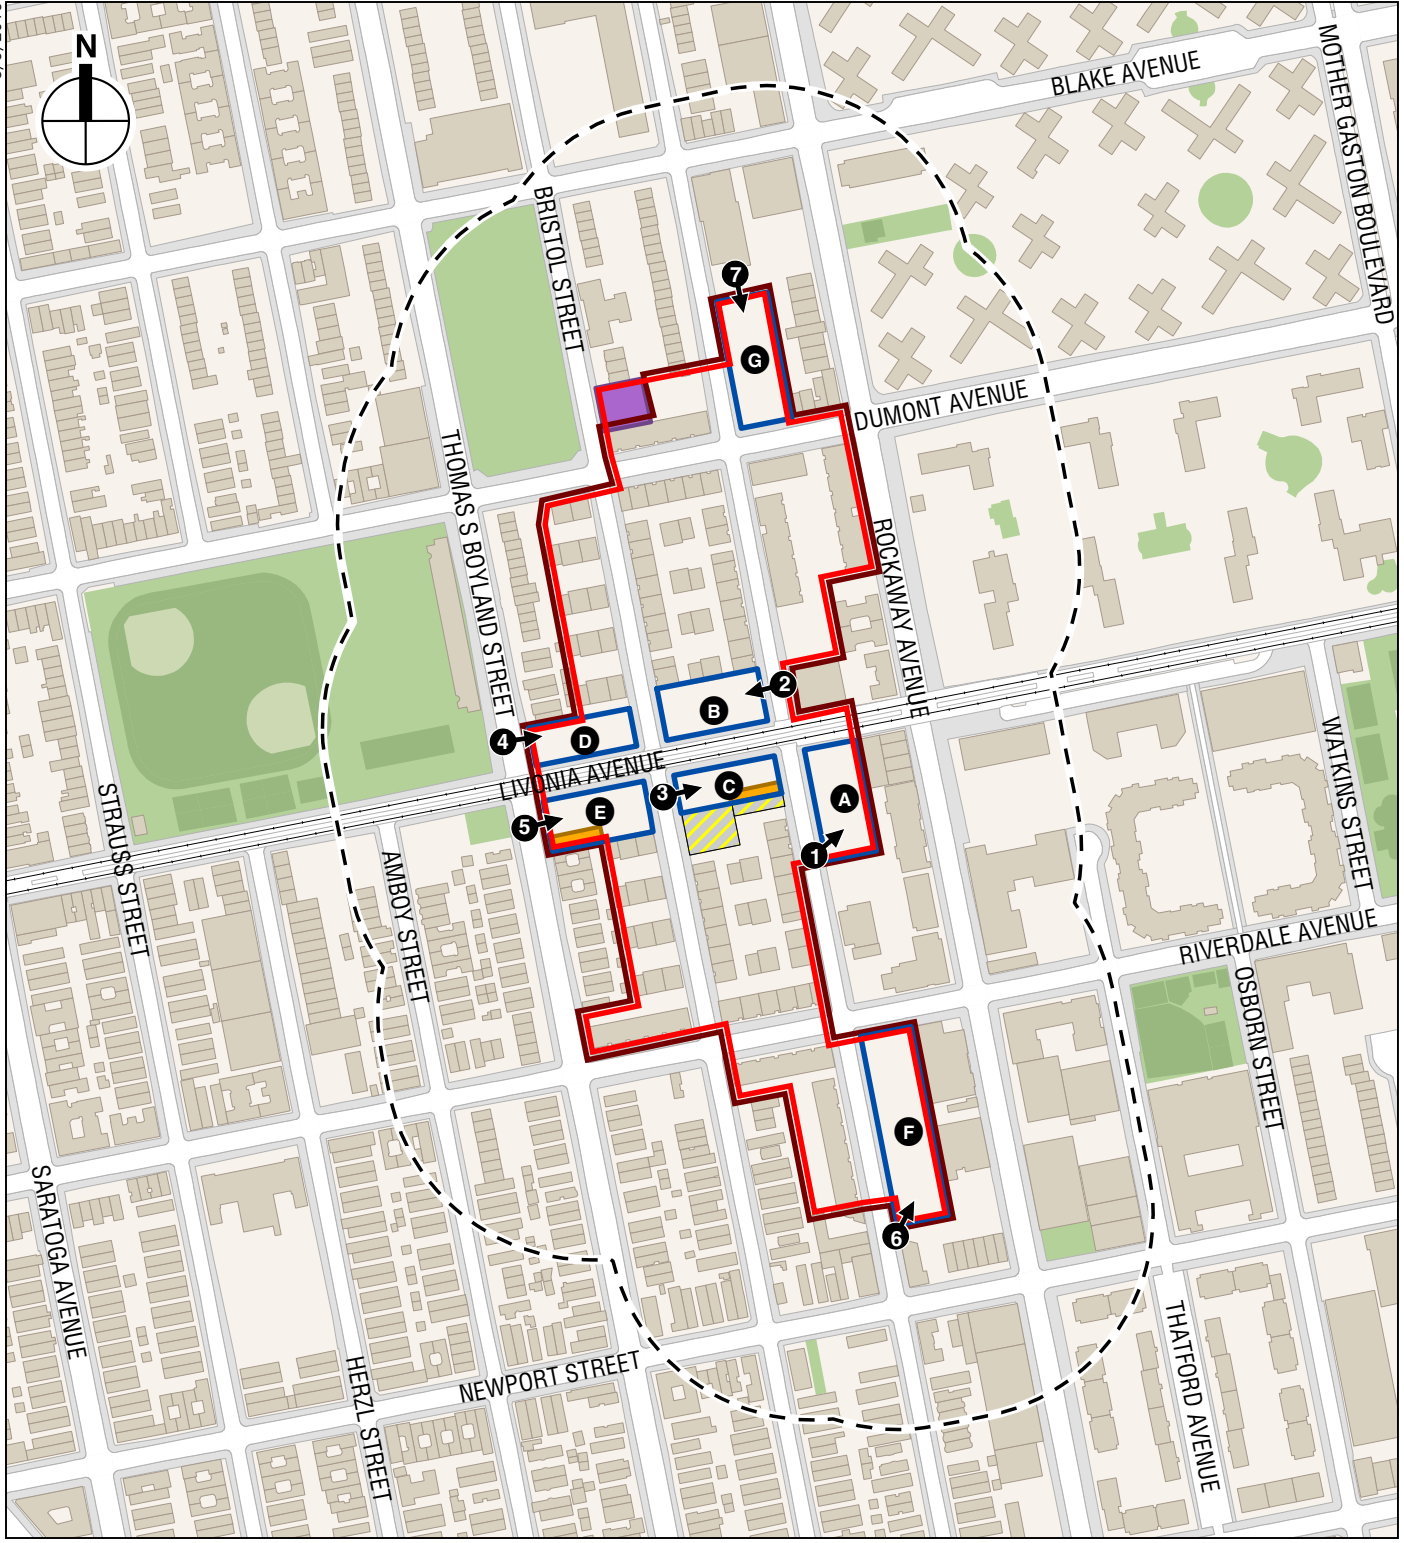 N
BLAKE AVENUE
MOTHER GASTON BOULEVARD
BRISTOL STREET
7
G
DUMONT AVENUE
THOMAS S BOYLAND STREET
ROCKAWAY AVENUE
2
B
4
D
LIVONIA AVENUE
3
C
A
E
5
1
STRAUSS STREET
AMBOY STREET
WATKINS STREET
RIVERDALE AVENUE
OSBORN STREET
F
6
SARATOGA AVENUE
HERZL STREET
NEWPORT STREET
THATFORD AVENUE